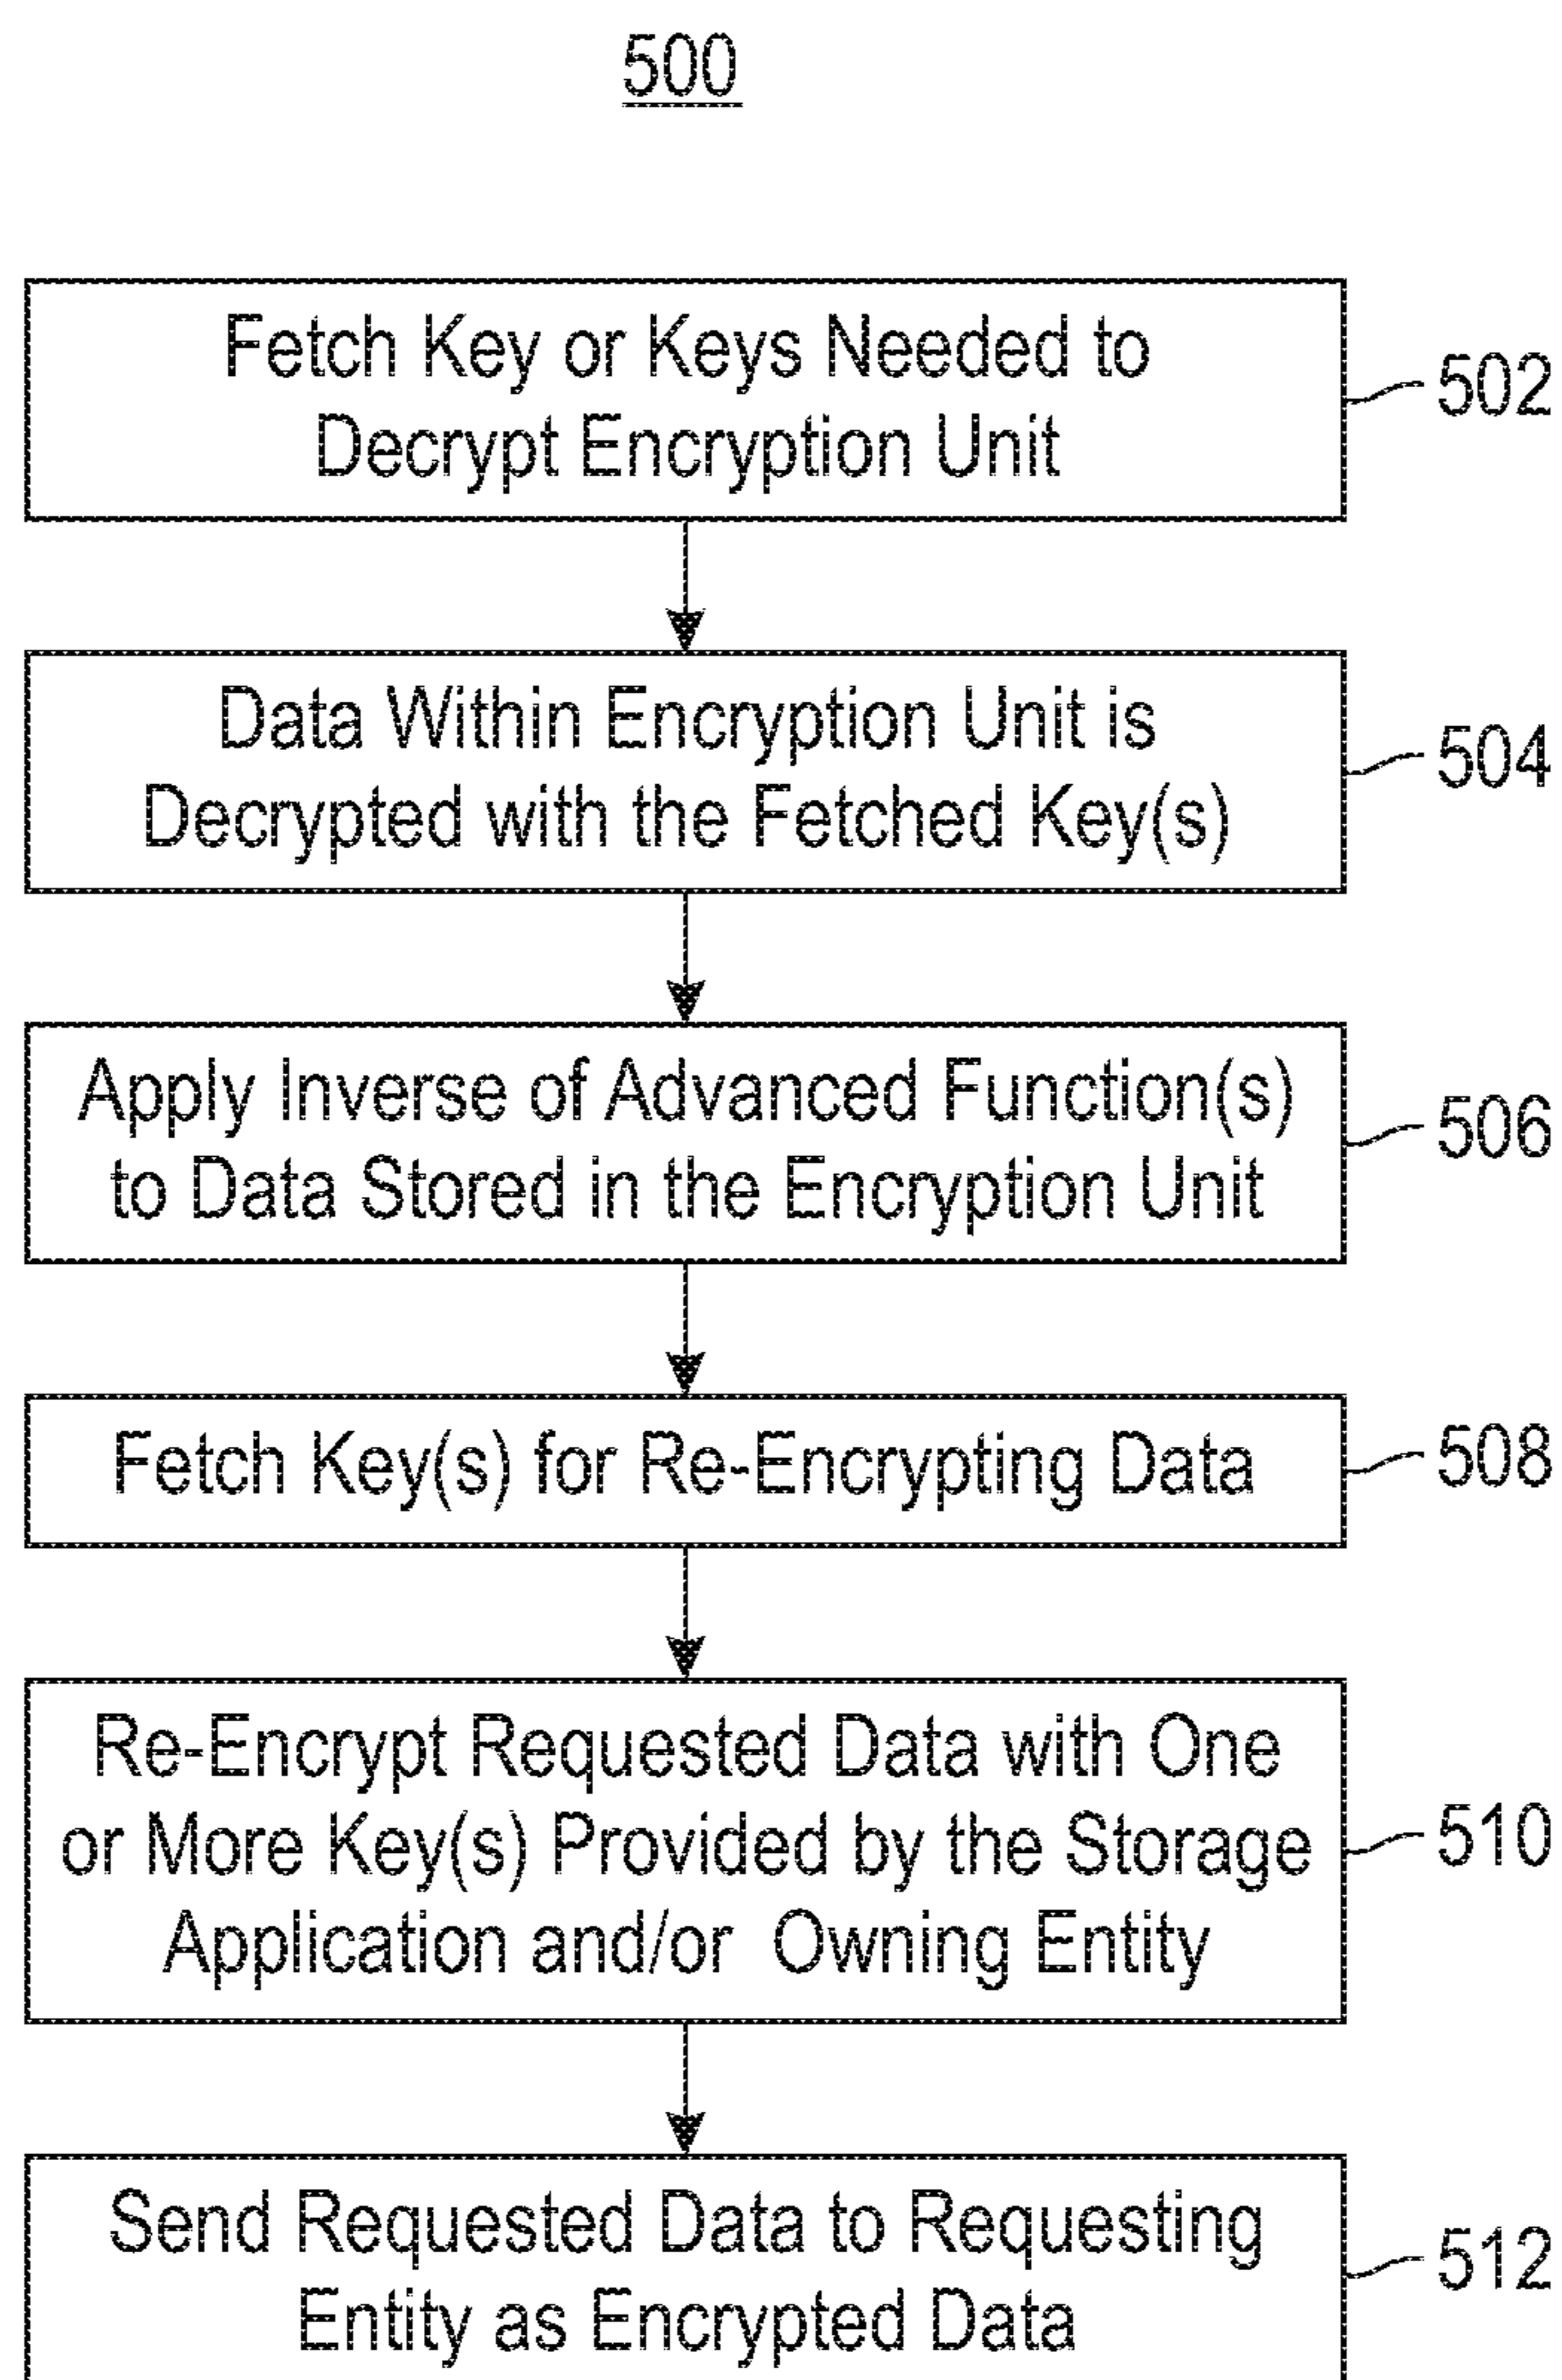 500
Fetch Key or Keys Needed to
Decrypt Encryption Unit
502
Data Within Encryption Unit is
Decrypted with the Fetched Key(s)
504
Apply Inverse of Advanced Function(s)
to Data Stored in the Encryption Unit
506
Fetch Key(s) for Re-Encrypting Data
508
Re-Encrypt Requested Data with One
or More Key(s) Provided by the Storage
Application and/or Owning Entity
510
Send Requested Data to Requesting
Entity as Encrypted Data
512